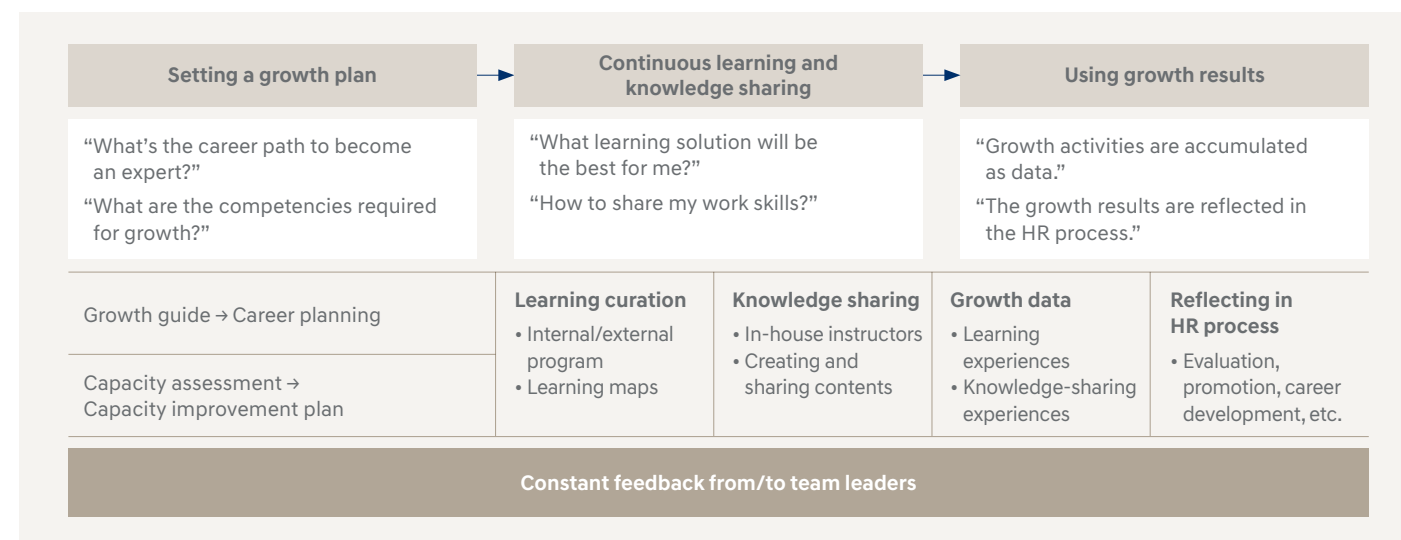 Setting a growth plan
Continuous learning and
knowledge sharing
Using growth results
“What’s the career path to become
an expert?”
“What are the competencies required
for growth?”
“What learning solution will be
the best for me?”
“How to share my work skills?”
“Growth activities are accumulated
as data.”
“The growth results are reflected in
the HR process.”
Growth guide → Career planning
Capacity assessment →
Capacity improvement plan
Learning curation
• Internal/external
program
• Learning maps
Knowledge sharing
• In-house instructors
• Creating and
sharing contents
Growth data
• Learning
experiences
• Knowledge-sharing
experiences
Reflecting in
HR process
• Evaluation,
promotion, career
development, etc.
Constant feedback from/to team leaders